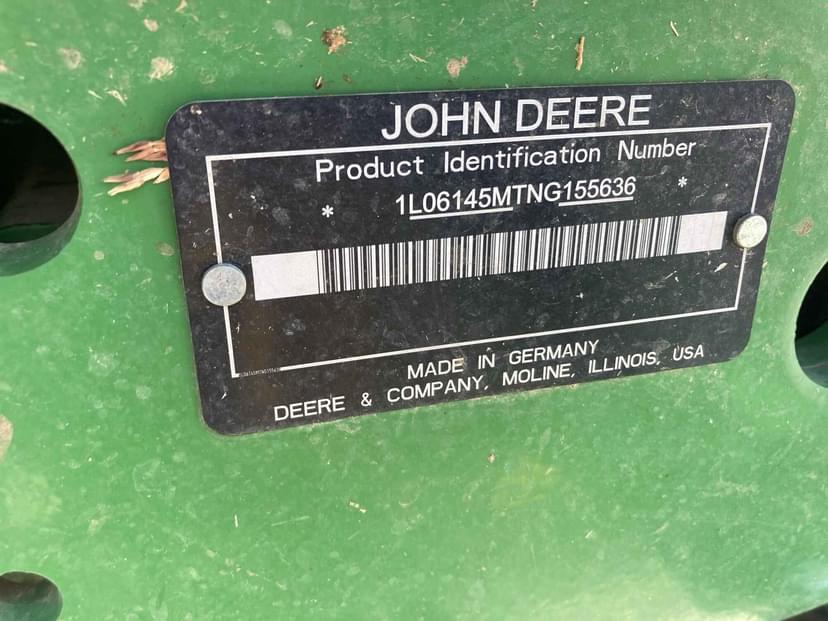 JOHN DEERE
Product Identification Number
* 1L06145MTNG155636 *
MADE IN GERMANY
DEERE & COMPANY, MOLINE, ILLINOIS, USA